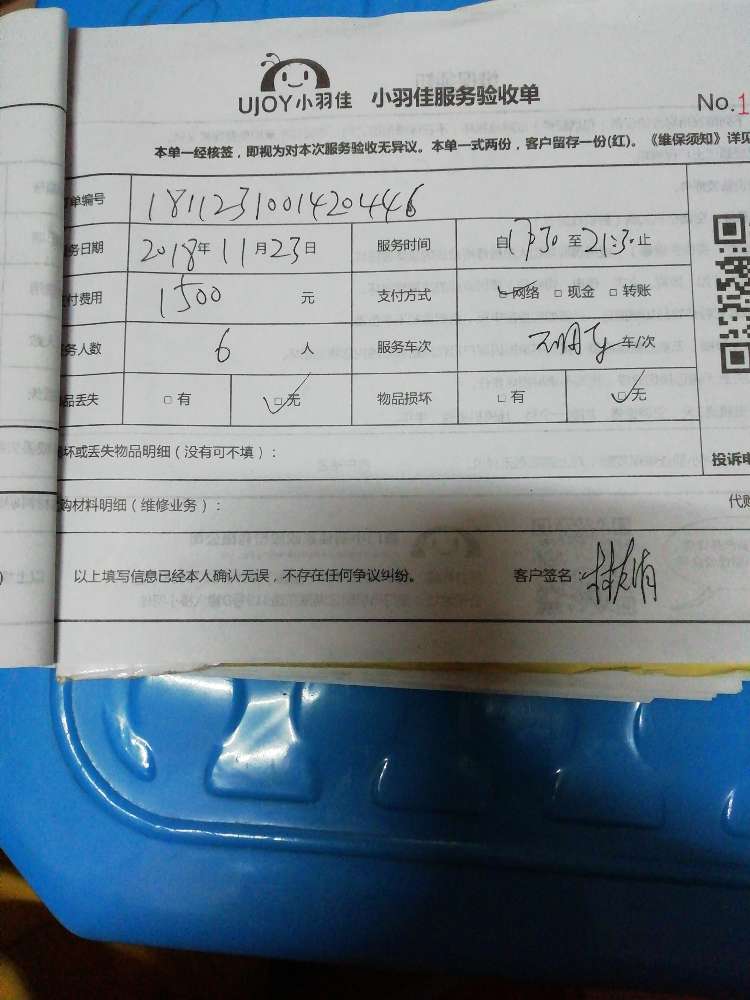 UJOY小羽佳 小羽佳服务验收单
No.1
本单一经核签，即视为对本次服务验收无异议。本单一式两份，客户留存一份(红)。《维保须知》详见
单编号 1811231001420446
务日期 2018年11月23日 服务时间 自17:30至21:30止
付费用 1500 元 支付方式 ☑网络 □现金 □转账
务人数 6 人 服务车次 车/次
品丢失 □有 ☑无 物品损坏 □有 ☑无
坏或丢失物品明细（没有可不填）：
投诉电
购材料明细（维修业务）：
代购
以上填写信息已经本人确认无误，不存在任何争议纠纷。 客户签名：